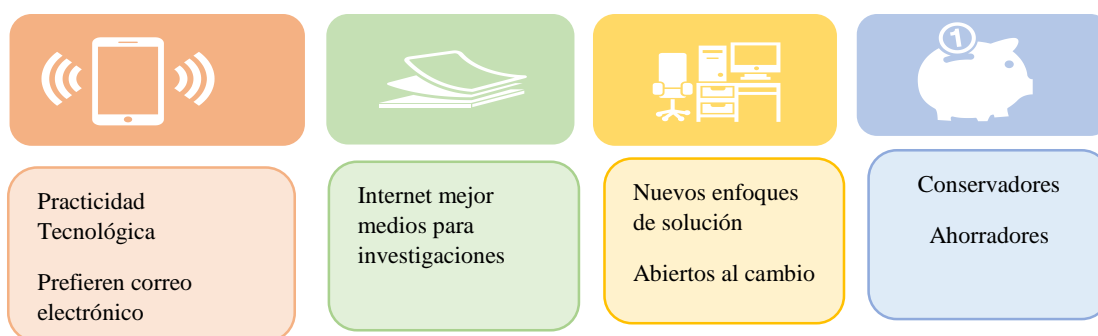 1
Practicidad
Tecnológica
Prefieren correo
electrónico
Internet mejor
medios para
investigaciones
Nuevos enfoques
de solución
Abiertos al cambio
Conservadores
Ahorradores